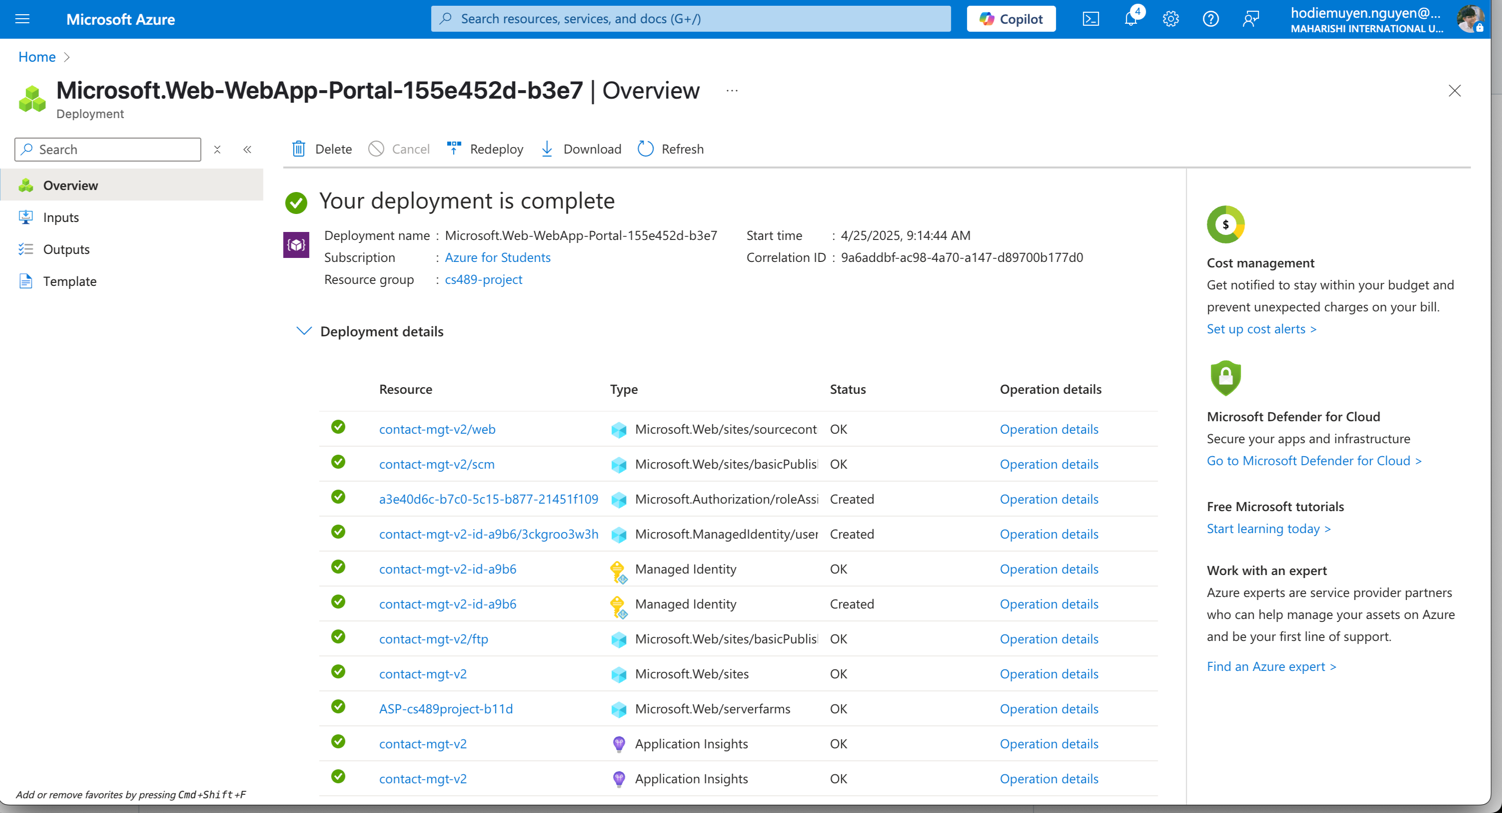 Microsoft Azure
Search resources, services, and docs (G+/)
Copilot
4
hodiemuyen.nguyen@...
MAHARISHI INTERNATIONAL U...
Home
Microsoft.Web-WebApp-Portal-155e452d-b3e7 | Overview ...
Deployment
Search
Delete Cancel Redeploy Download Refresh
Overview
Inputs
Outputs
Template
Your deployment is complete
Deployment name : Microsoft.Web-WebApp-Portal-155e452d-b3e7 Start time : 4/25/2025, 9:14:44 AM
Subscription : Azure for Students Correlation ID : 9a6addbf-ac98-4a70-a147-d89700b177d0
Resource group : cs489-project
Deployment details
Resource Type Status Operation details
contact-mgt-v2/web Microsoft.Web/sites/sourcecont OK Operation details
contact-mgt-v2/scm Microsoft.Web/sites/basicPublis OK Operation details
a3e40d6c-b7c0-5c15-b877-21451f109 Microsoft.Authorization/roleAssi Created Operation details
contact-mgt-v2-id-a9b6/3ckgroo3w3h Microsoft.ManagedIdentity/user Created Operation details
contact-mgt-v2-id-a9b6 Managed Identity OK Operation details
contact-mgt-v2-id-a9b6 Managed Identity Created Operation details
contact-mgt-v2/ftp Microsoft.Web/sites/basicPublis OK Operation details
contact-mgt-v2 Microsoft.Web/sites OK Operation details
ASP-cs489project-b11d Microsoft.Web/serverfarms OK Operation details
contact-mgt-v2 Application Insights OK Operation details
contact-mgt-v2 Application Insights OK Operation details
$
Cost management
Get notified to stay within your budget and
prevent unexpected charges on your bill.
Set up cost alerts >
Microsoft Defender for Cloud
Secure your apps and infrastructure
Go to Microsoft Defender for Cloud >
Free Microsoft tutorials
Start learning today >
Work with an expert
Azure experts are service provider partners
who can help manage your assets on Azure
and be your first line of support.
Find an Azure expert >
Add or remove favorites by pressing Cmd+Shift+F